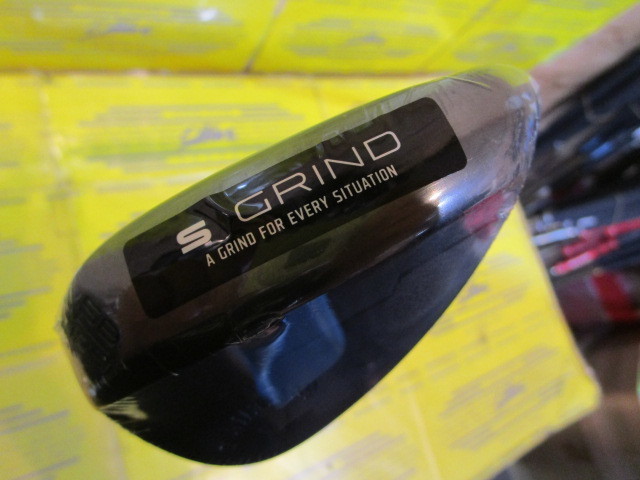 S GRIND
A GRIND FOR EVERY SITUATION